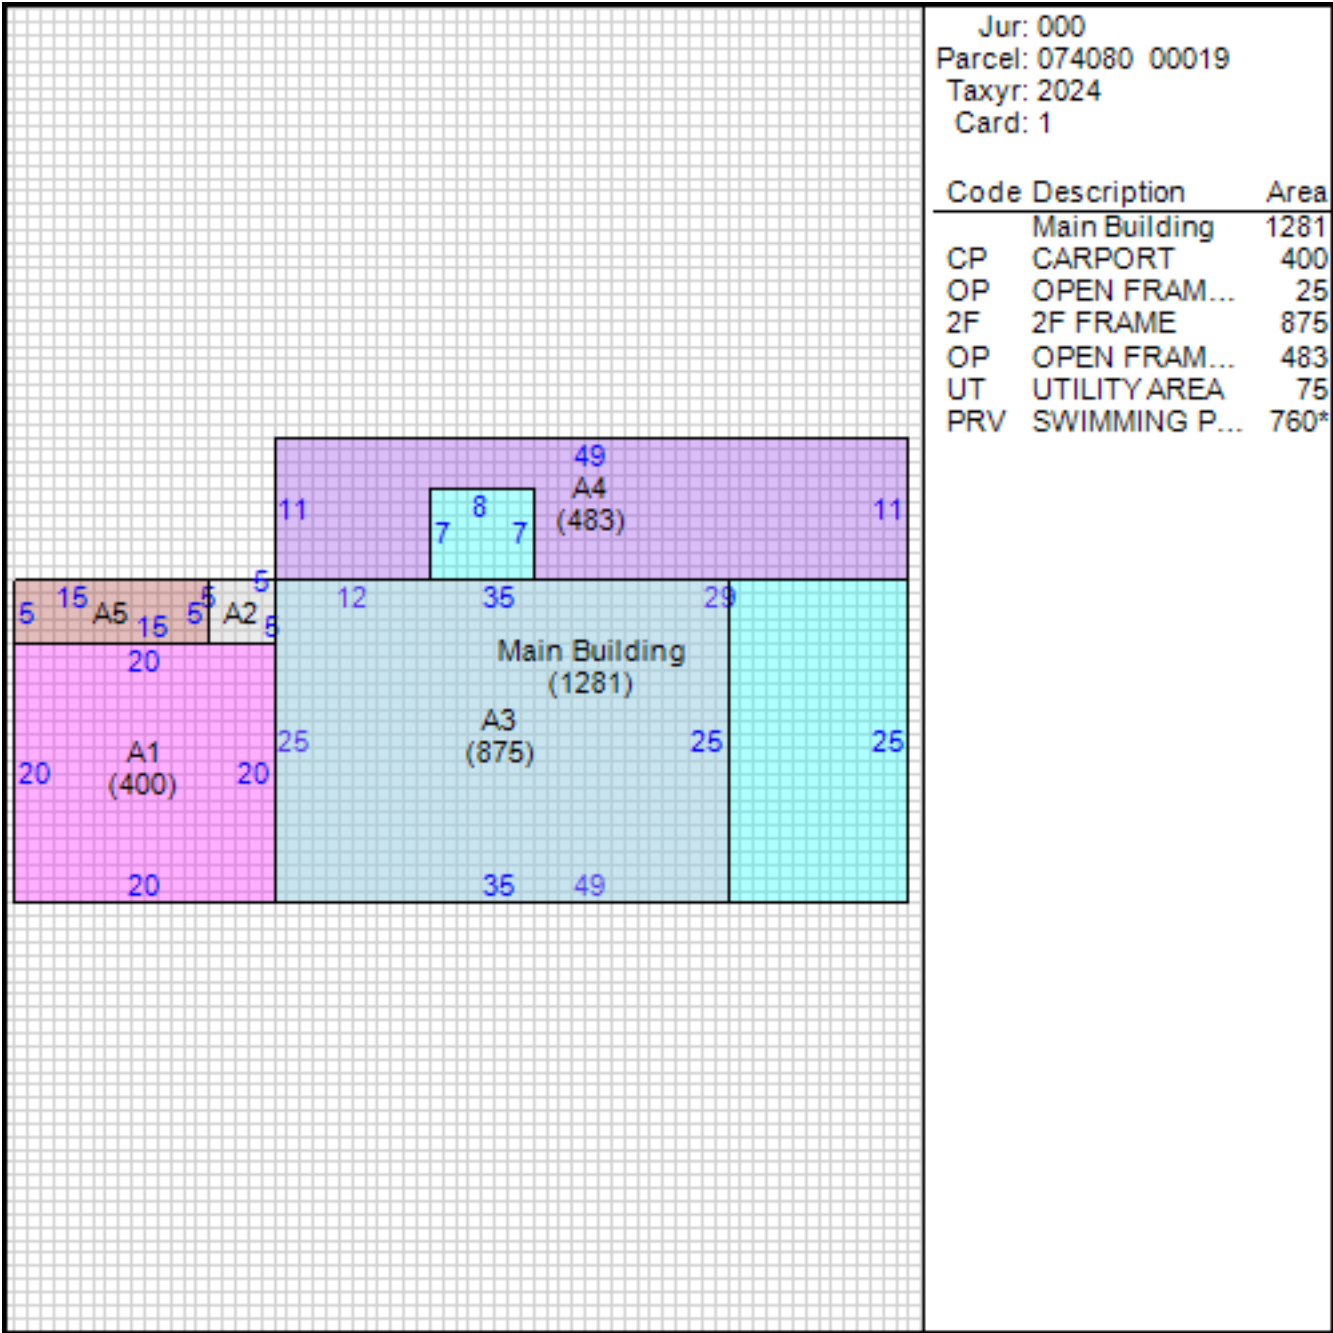 Jur: 000
Parcel: 074080 00019
Taxyr: 2024
Card: 1
Code Description Area
Main Building 1281
CP CARPORT 400
OP OPEN FRAM... 25
2F 2F FRAME 875
OP OPEN FRAM... 483
UT UTILITY AREA 75
PRV SWIMMING P... 760*
49
A4
(483)
11
8
11
7
7
5
15
12
35
29
5
A5
5
5
A2
15
5
20
Main Building
(1281)
A3
(875)
25
25
25
A1
(400)
20
20
20
35
49